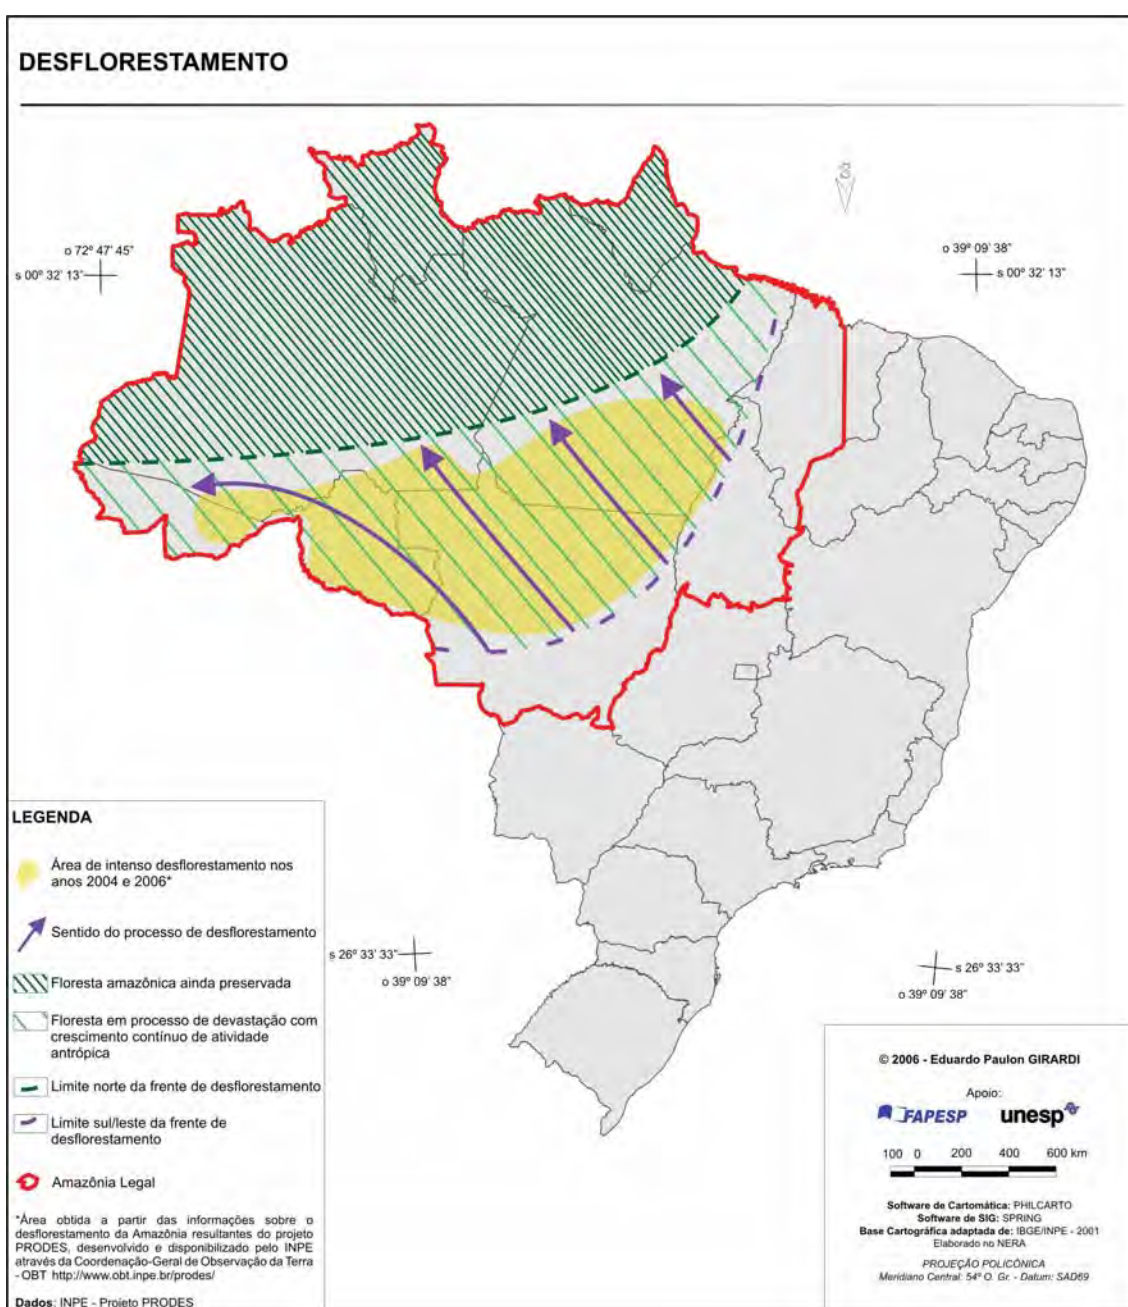 DESFLORESTAMENTO
o 72º 47' 45"
s 00º 32' 13"
o 39º 09' 38"
s 00º 32' 13"
LEGENDA
Área de intenso desflorestamento nos
anos 2004 e 2006*
Sentido do processo de desflorestamento
Floresta amazônica ainda preservada
Floresta em processo de devastação com
crescimento contínuo de atividade
antrópica
Limite norte da frente de desflorestamento
Limite sul/leste da frente de
desflorestamento
Amazônia Legal
*Área obtida a partir das informações sobre o
desflorestamento da Amazônia resultantes do projeto
PRODES, desenvolvido e disponibilizado pelo INPE
através da Coordenação-Geral de Observação da Terra
- OBT http://www.obt.inpe.br/prodes/
Dados: INPE - Projeto PRODES
s 26º 33' 33"
o 39º 09' 38"
s 26º 33' 33"
o 39º 09' 38"
© 2006 - Eduardo Paulon GIRARDI
Apoio:
FAPESP unesp
100 0 200 400 600 km
Software de Cartomática: PHILCARTO
Software de SIG: SPRING
Base Cartográfica adaptada de: IBGE/INPE - 2001
Elaborado no NERA
PROJEÇÃO POLICÔNICA
Meridiano Central: 54º O. Gr. - Datum: SAD69